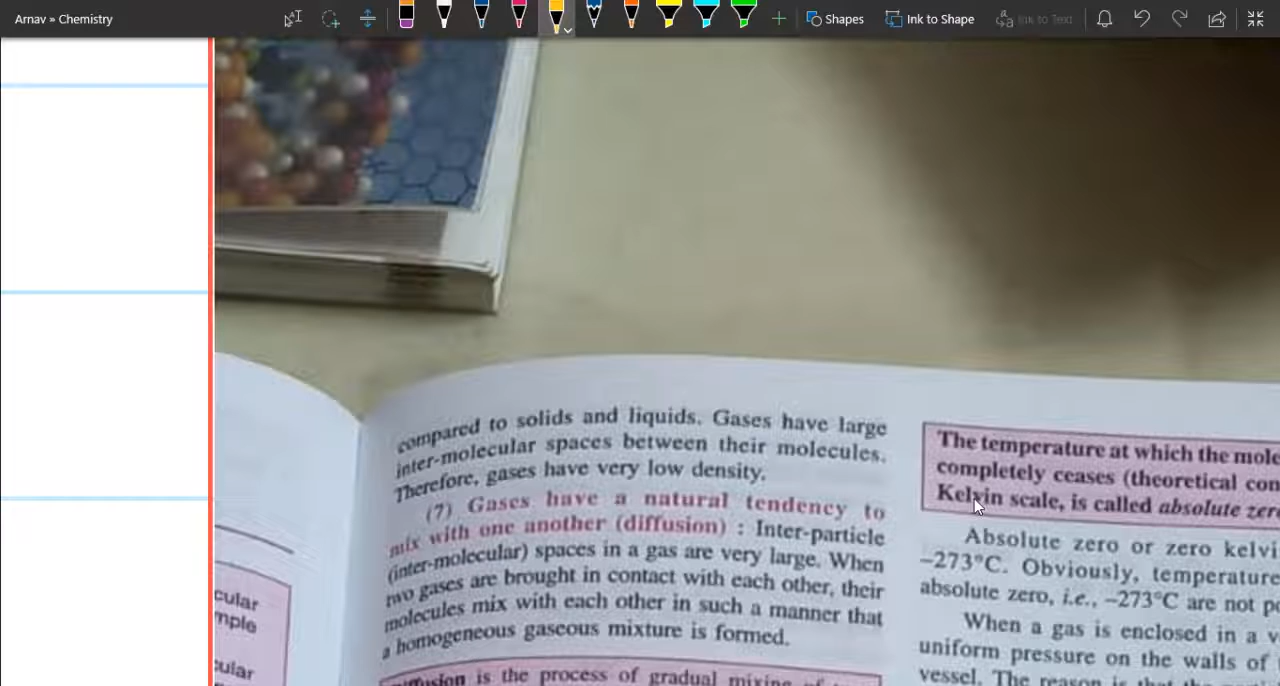 Arnav » Chemistry
Shapes
Ink to Shape
Ink to Text
compared to solids and liquids. Gases have large
inter-molecular spaces between their molecules.
Therefore, gases have very low density.
(7) Gases have a natural tendency to
mix with one another (diffusion) : Inter-particle
(inter-molecular) spaces in a gas are very large. When
two gases are brought in contact with each other, their
molecules mix with each other in such a manner that
a homogeneous gaseous mixture is formed.
is the process of gradual mixing
cular
mple
cular
The temperature at which the mole
completely ceases (theoretical con
Kelvin scale, is called absolute zero
Absolute zero or zero kelvi
–273°C. Obviously, temperature
absolute zero, i.e., –273°C are not p
When a gas is enclosed in a v
uniform pressure on the walls of
vessel. The reason is that the